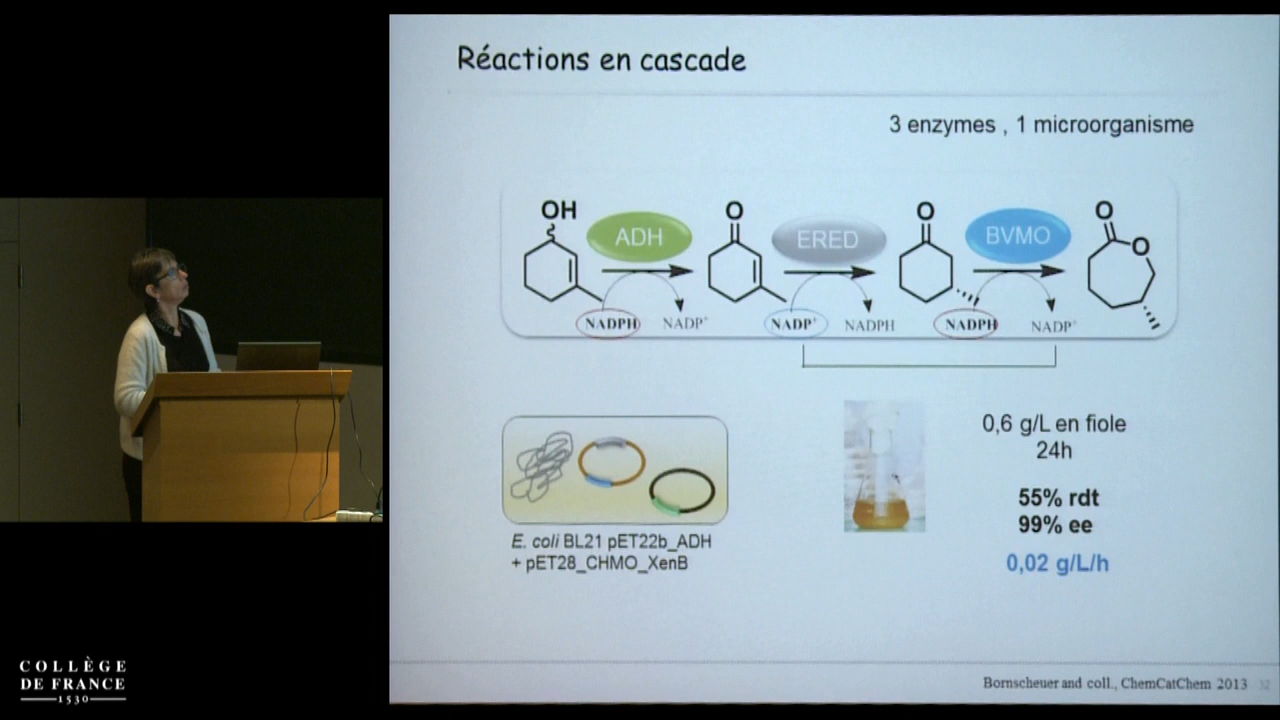 Réactions en cascade
3 enzymes , 1 microorganisme
OH
ADH
O
ERED
O
BVMO
O
O
NADPH
NADP⁺
NADP⁺
NADPH
NADPH
NADP⁺
0,6 g/L en fiole
24h
55% rdt
99% ee
0,02 g/L/h
E. coli BL21 pET22b_ADH
+ pET28_CHMO_XenB
COLLÈGE
DE FRANCE
1530
Bornscheuer and coll., ChemCatChem 2013
32